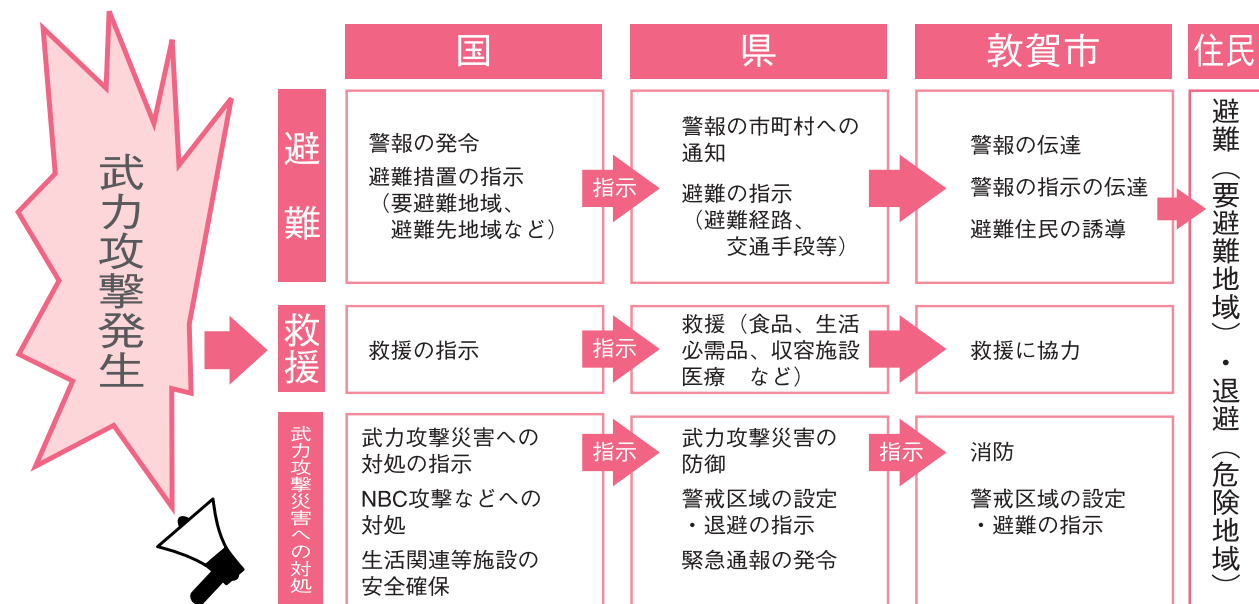 国
県
敦賀市
住民
武力攻撃発生
避難
警報の発令
避難措置の指示
（要避難地域、
避難先地域など）
指示
警報の市町村への
通知
避難の指示
（避難経路、
交通手段等）
警報の伝達
警報の指示の伝達
避難住民の誘導
救援
救援の指示
指示
救援（食品、生活
必需品、収容施設
医療　など）
救援に協力
武力攻撃災害への対処
武力攻撃災害への
対処の指示
NBC攻撃などへの
対処
生活関連等施設の
安全確保
指示
武力攻撃災害の
防御
警戒区域の設定
・退避の指示
緊急通報の発令
指示
消防
警戒区域の設定
・避難の指示
避難（要避難地域）・退避（危険地域）